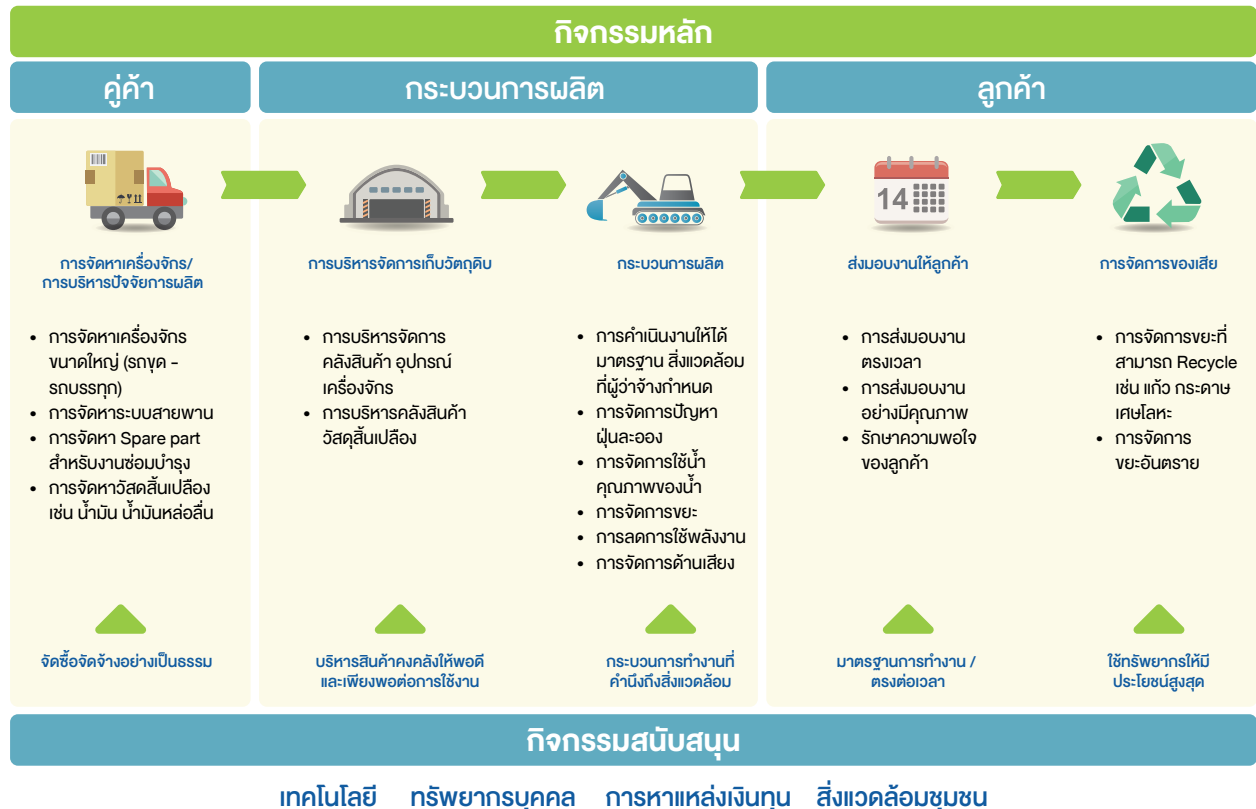 กิจกรรมหลัก
คู่ค้า
กระบวนการผลิต
ลูกค้า
14
การจัดหาเครื่องจักร/
การบริหารปัจจัยการผลิต
การบริหารจัดการเก็บวัตถุดิบ
กระบวนการผลิต
ส่งมอบงานให้ลูกค้า
การจัดการของเสีย
• การจัดหาเครื่องจักร
ขนาดใหญ่ (รถขุด -
รถบรรทุก)
• การจัดหาระบบสายพาน
• การจัดหา Spare part
สำหรับงานซ่อมบำรุง
• การจัดหาวัสดสิ้นเปลือง
เช่น น้ำมัน น้ำมันหล่อลื่น
• การบริหารจัดการ
คลังสินค้า อุปกรณ์
เครื่องจักร
• การบริหารคลังสินค้า
วัสดุสิ้นเปลือง
• การดำเนินงานให้ได้
มาตรฐาน สิ่งแวดล้อม
ที่ผู้ว่าจ้างกำหนด
• การจัดการปัญหา
ฝุ่นละออง
• การจัดการใช้น้ำ
คุณภาพของน้ำ
• การจัดการขยะ
• การลดการใช้พลังงาน
• การจัดการด้านเสียง
• การส่งมอบงาน
ตรงเวลา
• การส่งมอบงาน
อย่างมีคุณภาพ
• รักษาความพอใจ
ของลูกค้า
• การจัดการขยะที่
สามารถ Recycle
เช่น แก้ว กระดาษ
เศษโลหะ
• การจัดการ
ขยะอันตราย
จัดซื้อจัดจ้างอย่างเป็นธรรม
บริหารสินค้าคงคลังให้พอดี
และเพียงพอต่อการใช้งาน
กระบวนการทำงานที่
คำนึงถึงสิ่งแวดล้อม
มาตรฐานการทำงาน /
ตรงต่อเวลา
ใช้ทรัพยากรให้มี
ประโยชน์สูงสุด
กิจกรรมสนับสนุน
เทคโนโลยี ทรัพยากรบุคคล การหาแหล่งเงินทุน สิ่งแวดล้อมชุมชน